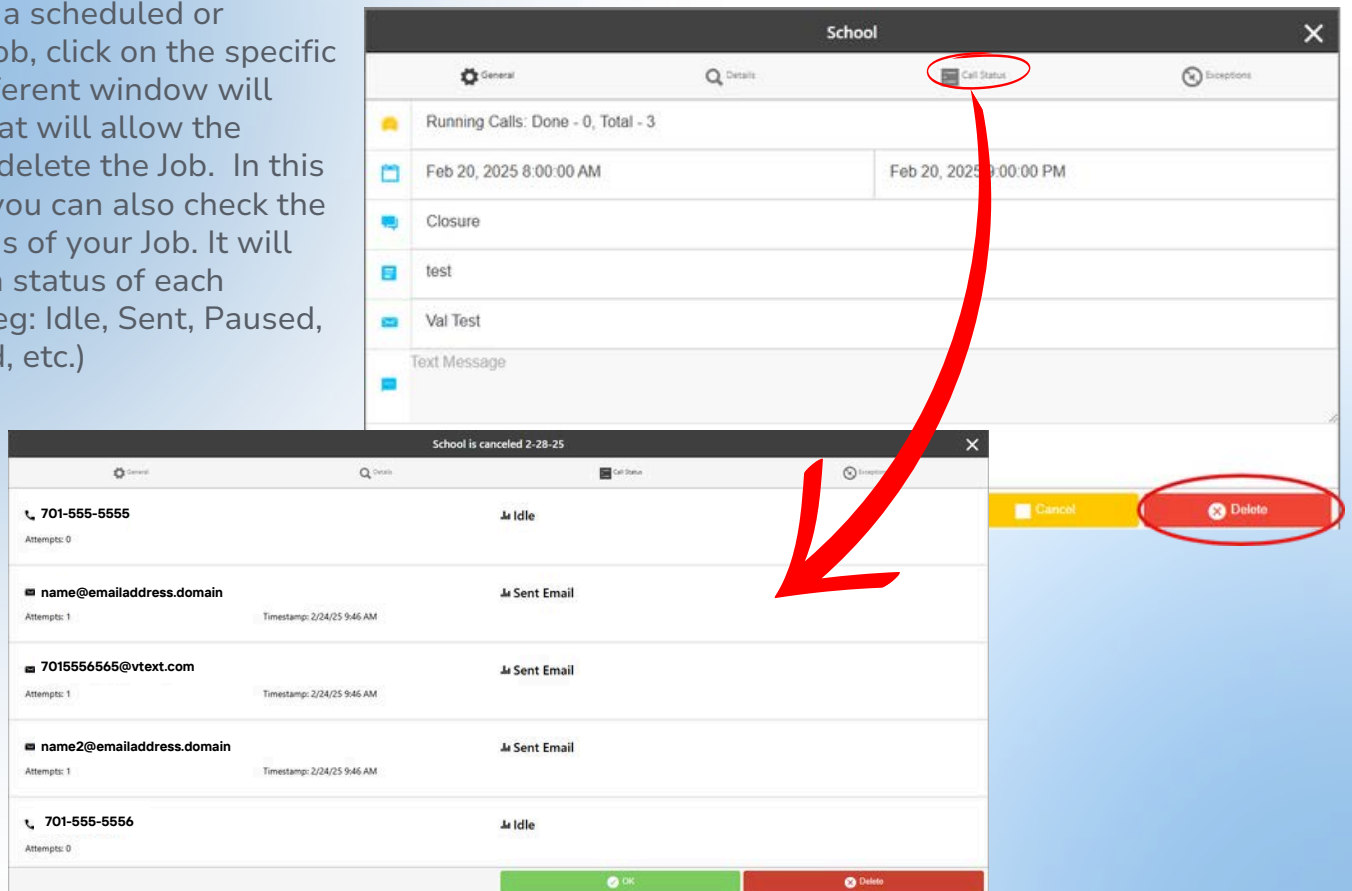 a scheduled or
ob, click on the specific
ferent window will
at will allow the
delete the Job. In this
you can also check the
s of your Job. It will
n status of each
eg: Idle, Sent, Paused,
d, etc.)
School
General Details Call Status Exceptions
Running Calls: Done - 0, Total - 3
Feb 20, 2025 8:00:00 AM Feb 20, 2025 9:00:00 PM
Closure
test
Val Test
Text Message
Cancel Delete
School is canceled 2-28-25
General Details Call Status Exceptions
701-555-5555 Idle
Attempts: 0
name@emailaddress.domain Sent Email
Attempts: 1 Timestamp: 2/24/25 9:46 AM
7015556565@vtext.com Sent Email
Attempts: 1 Timestamp: 2/24/25 9:46 AM
name2@emailaddress.domain Sent Email
Attempts: 1 Timestamp: 2/24/25 9:46 AM
701-555-5556 Idle
Attempts: 0
OK Delete